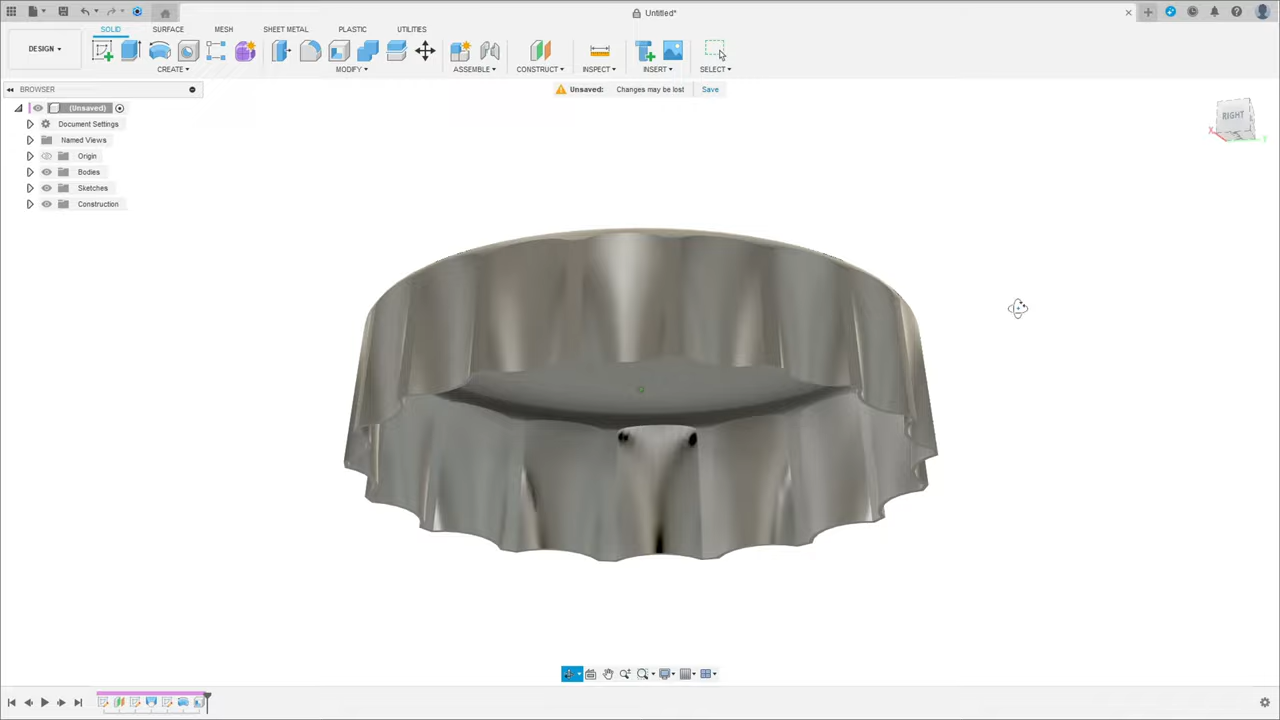 Untitled*
SOLID SURFACE MESH SHEET METAL PLASTIC UTILITIES
DESIGN
CREATE MODIFY ASSEMBLE CONSTRUCT INSPECT INSERT SELECT
BROWSER
Unsaved: Changes may be lost Save
(Unsaved)
Document Settings
Named Views
Origin
Bodies
Sketches
Construction
RIGHT
X
Y